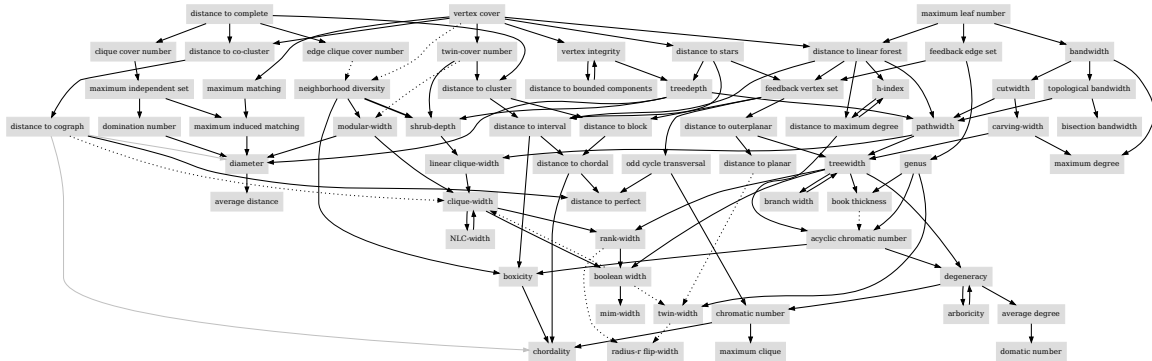 distance to complete
vertex cover
maximum leaf number
clique cover number
distance to co-cluster
edge clique cover number
twin-cover number
vertex integrity
distance to stars
distance to linear forest
feedback edge set
bandwidth
maximum independent set
maximum matching
neighborhood diversity
distance to cluster
distance to bounded components
treedepth
feedback vertex set
h-index
cutwidth
topological bandwidth
distance to cograph
domination number
maximum induced matching
modular-width
shrub-depth
distance to interval
distance to block
distance to outerplanar
distance to maximum degree
pathwidth
carving-width
bisection bandwidth
diameter
linear clique-width
distance to chordal
odd cycle transversal
distance to planar
treewidth
genus
maximum degree
average distance
clique-width
distance to perfect
branch width
book thickness
NLC-width
rank-width
acyclic chromatic number
boxicity
boolean width
degeneracy
mim-width
twin-width
chromatic number
arboricity
average degree
chordality
radius-r flip-width
maximum clique
domatic number